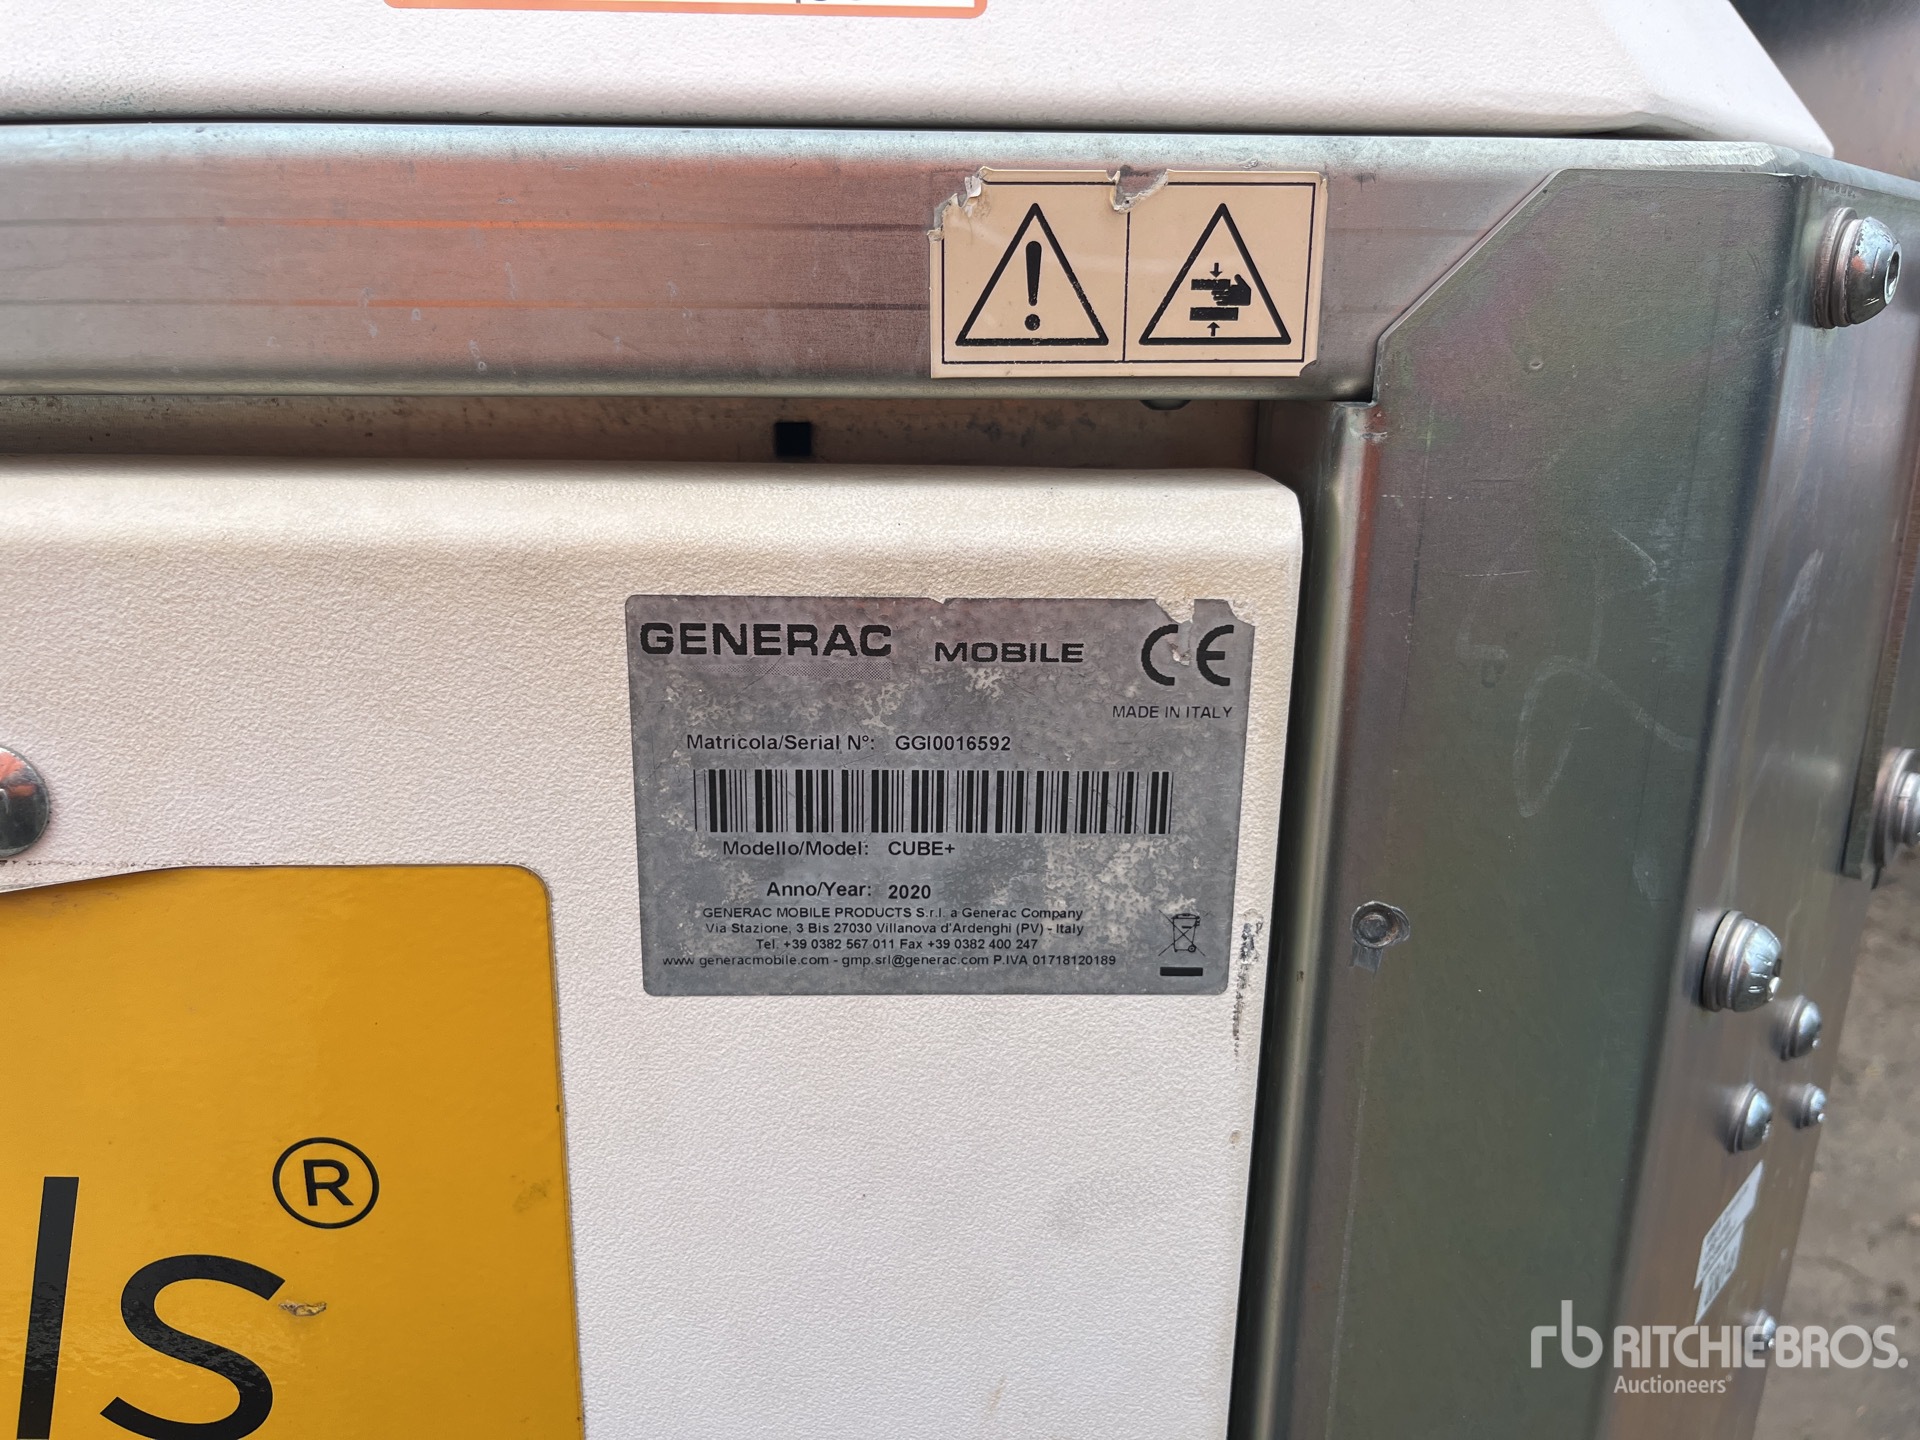 GENERAC MOBILE CE
MADE IN ITALY
Matricola/Serial N°: GGI0016592
Modello/Model: CUBE+
Anno/Year: 2020
GENERAC MOBILE PRODUCTS S.r.l. a Generac Company
Via Stazione, 3 Bis 27030 Villanova d'Ardenghi (PV) - Italy
Tel. +39 0382 567 011 Fax +39 0382 400 247
www.generacmobile.com - gmp.srl@generac.com P.IVA 01718120189
ls®
rb RITCHIE BROS.
Auctioneers